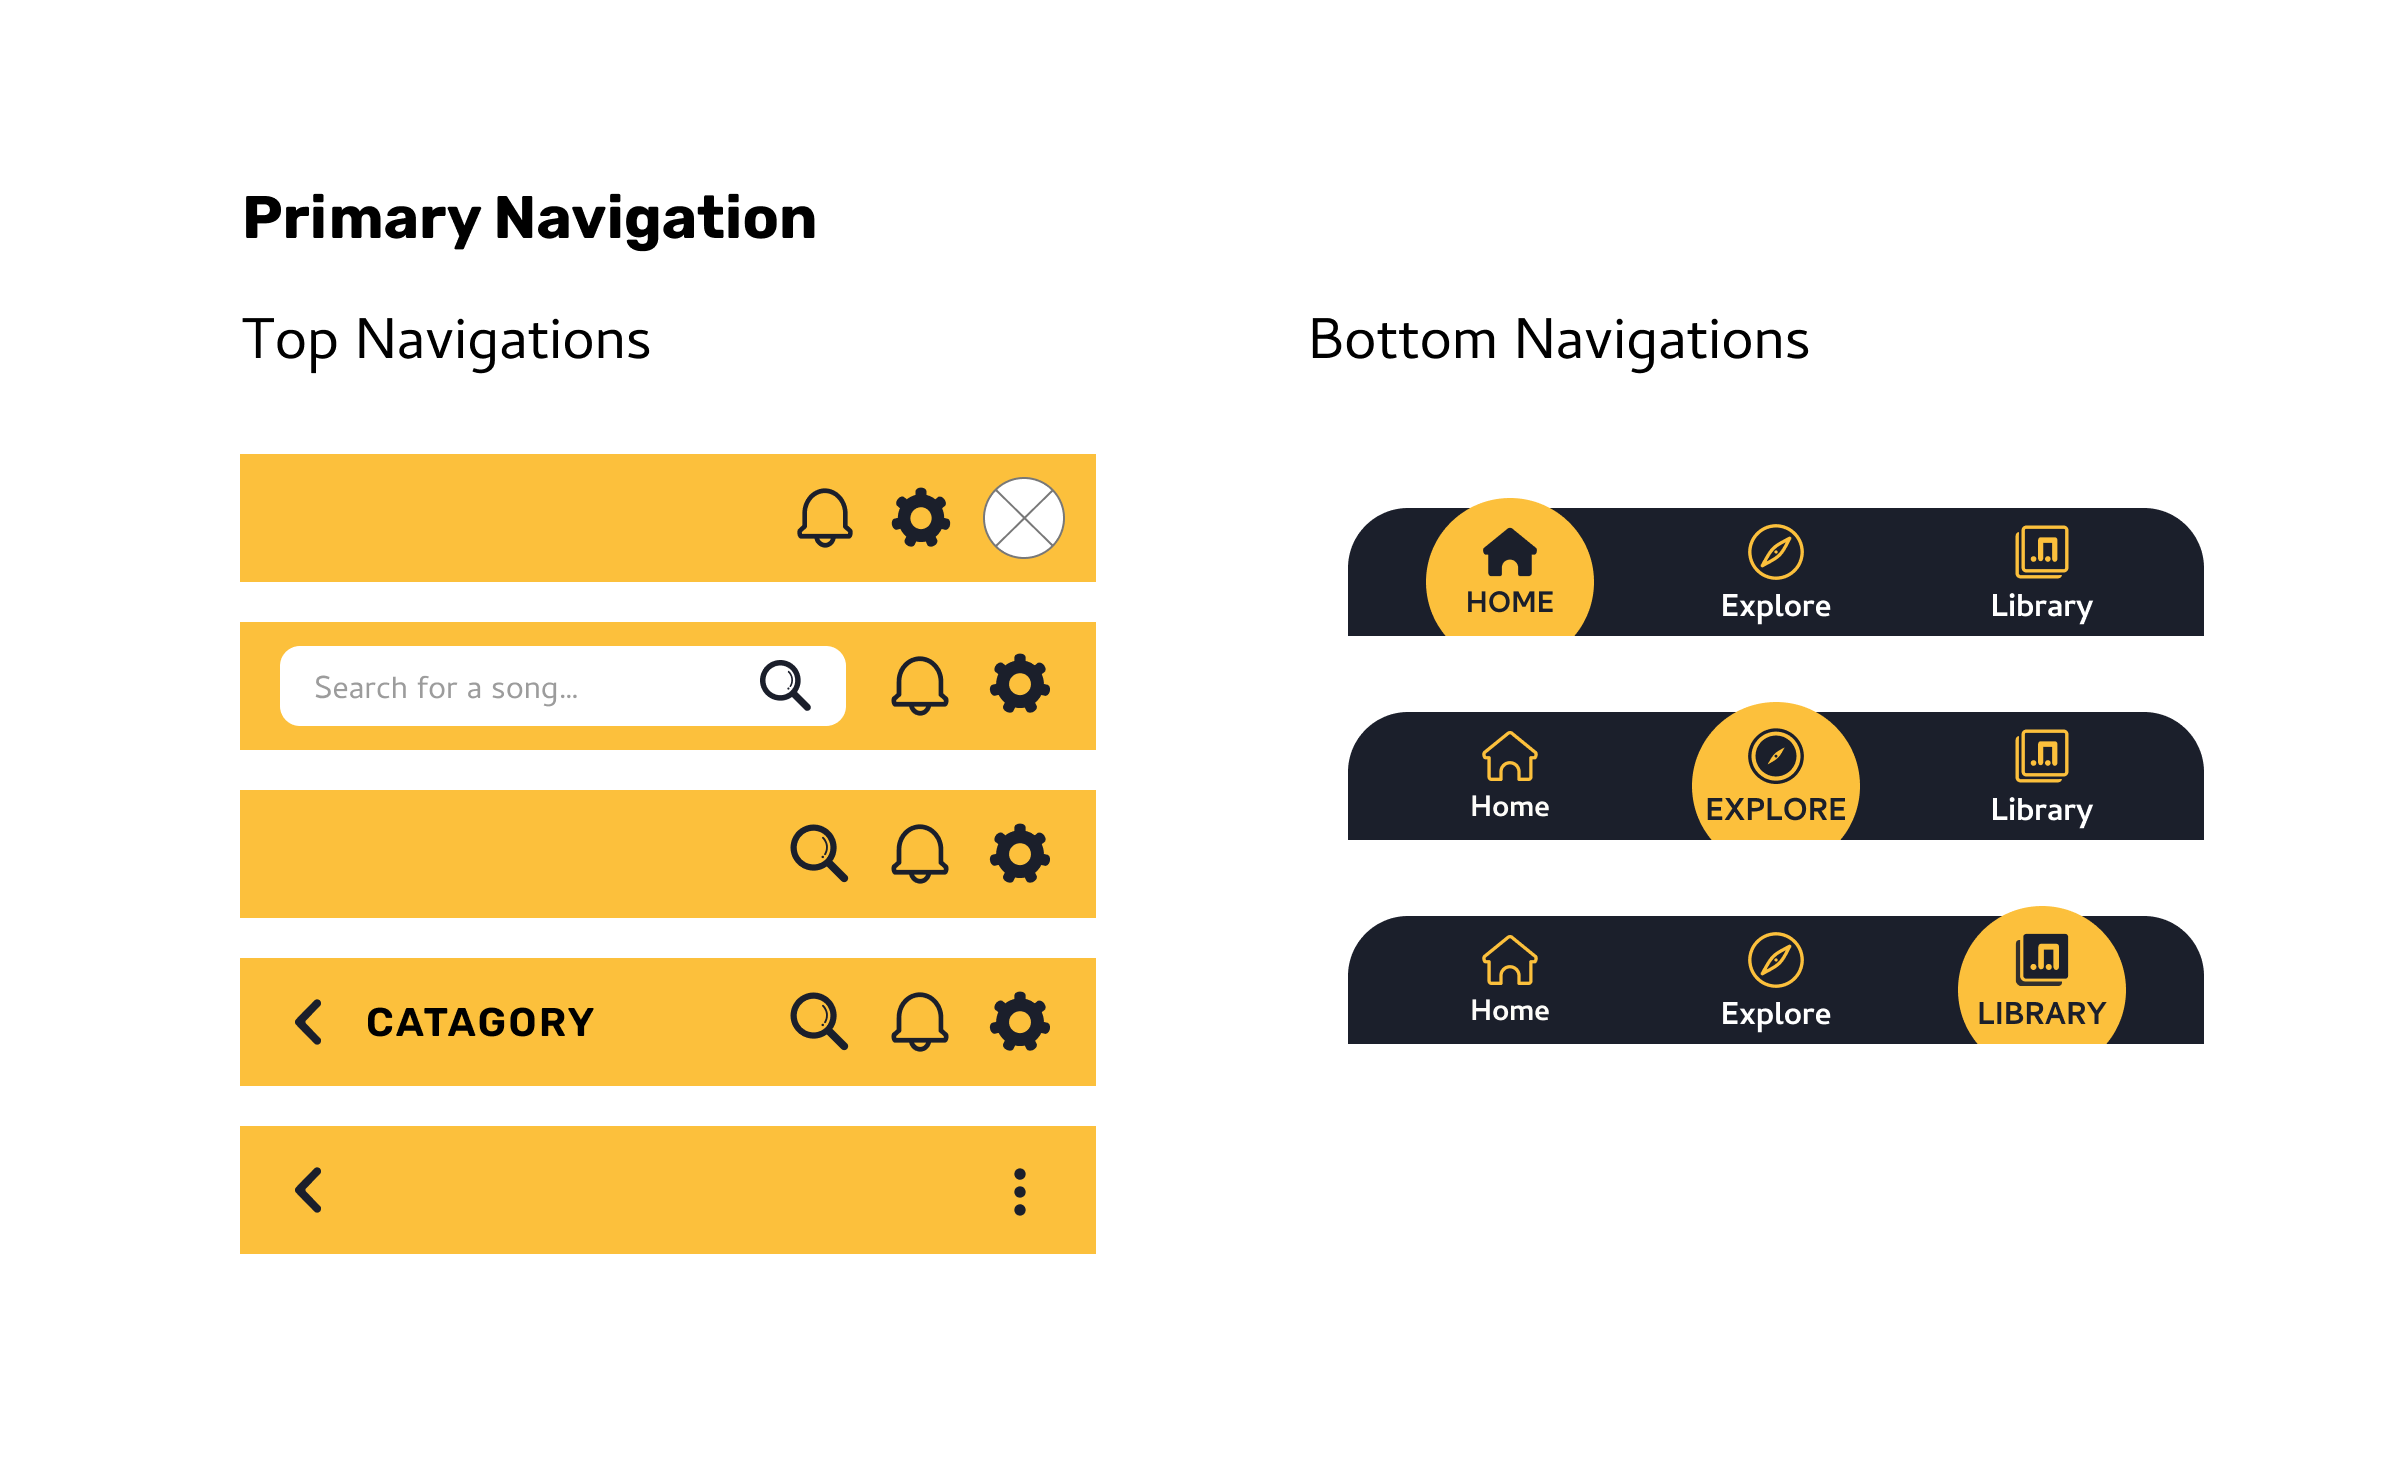 Primary Navigation
Top Navigations
Search for a song...
CATAGORY
Bottom Navigations
HOME Explore Library
Home EXPLORE Library
Home Explore LIBRARY